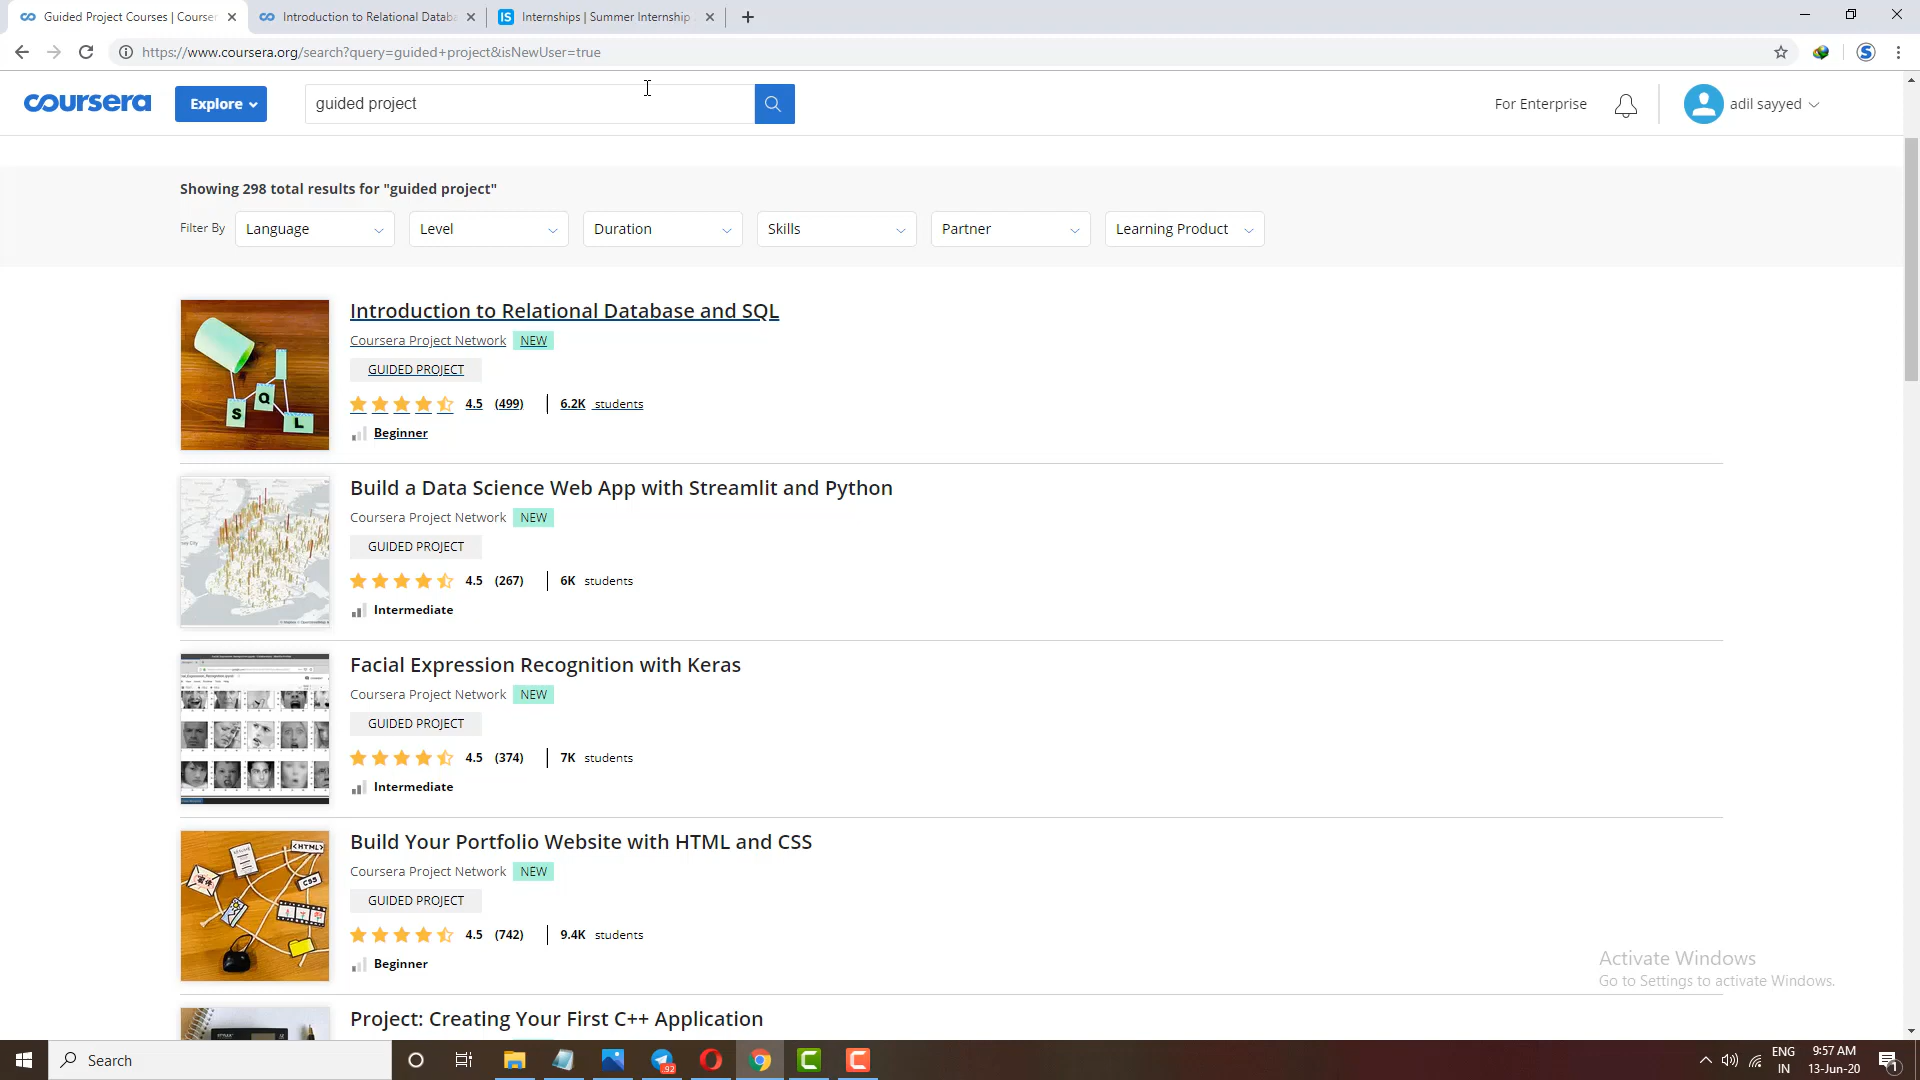 Guided Project Courses | Courser
Introduction to Relational Databa
IS
Internships | Summer Internship
https://www.coursera.org/search?query=guided+project&isNewUser=true
coursera
Explore
guided project
For Enterprise
adil sayyed
Showing 298 total results for "guided project"
Filter By
Language
Level
Duration
Skills
Partner
Learning Product
Introduction to Relational Database and SQL
Coursera Project Network
NEW
GUIDED PROJECT
4.5 (499)
6.2K students
Beginner
S Q L
Build a Data Science Web App with Streamlit and Python
Coursera Project Network
NEW
GUIDED PROJECT
4.5 (267)
6K students
Intermediate
Facial Expression Recognition with Keras
Coursera Project Network
NEW
GUIDED PROJECT
4.5 (374)
7K students
Intermediate
Build Your Portfolio Website with HTML and CSS
Coursera Project Network
NEW
GUIDED PROJECT
4.5 (742)
9.4K students
Beginner
<HTML>
CSS
Project: Creating Your First C++ Application
Activate Windows
Go to Settings to activate Windows.
Search
92
ENG
IN
9:57 AM
13-Jun-20
1